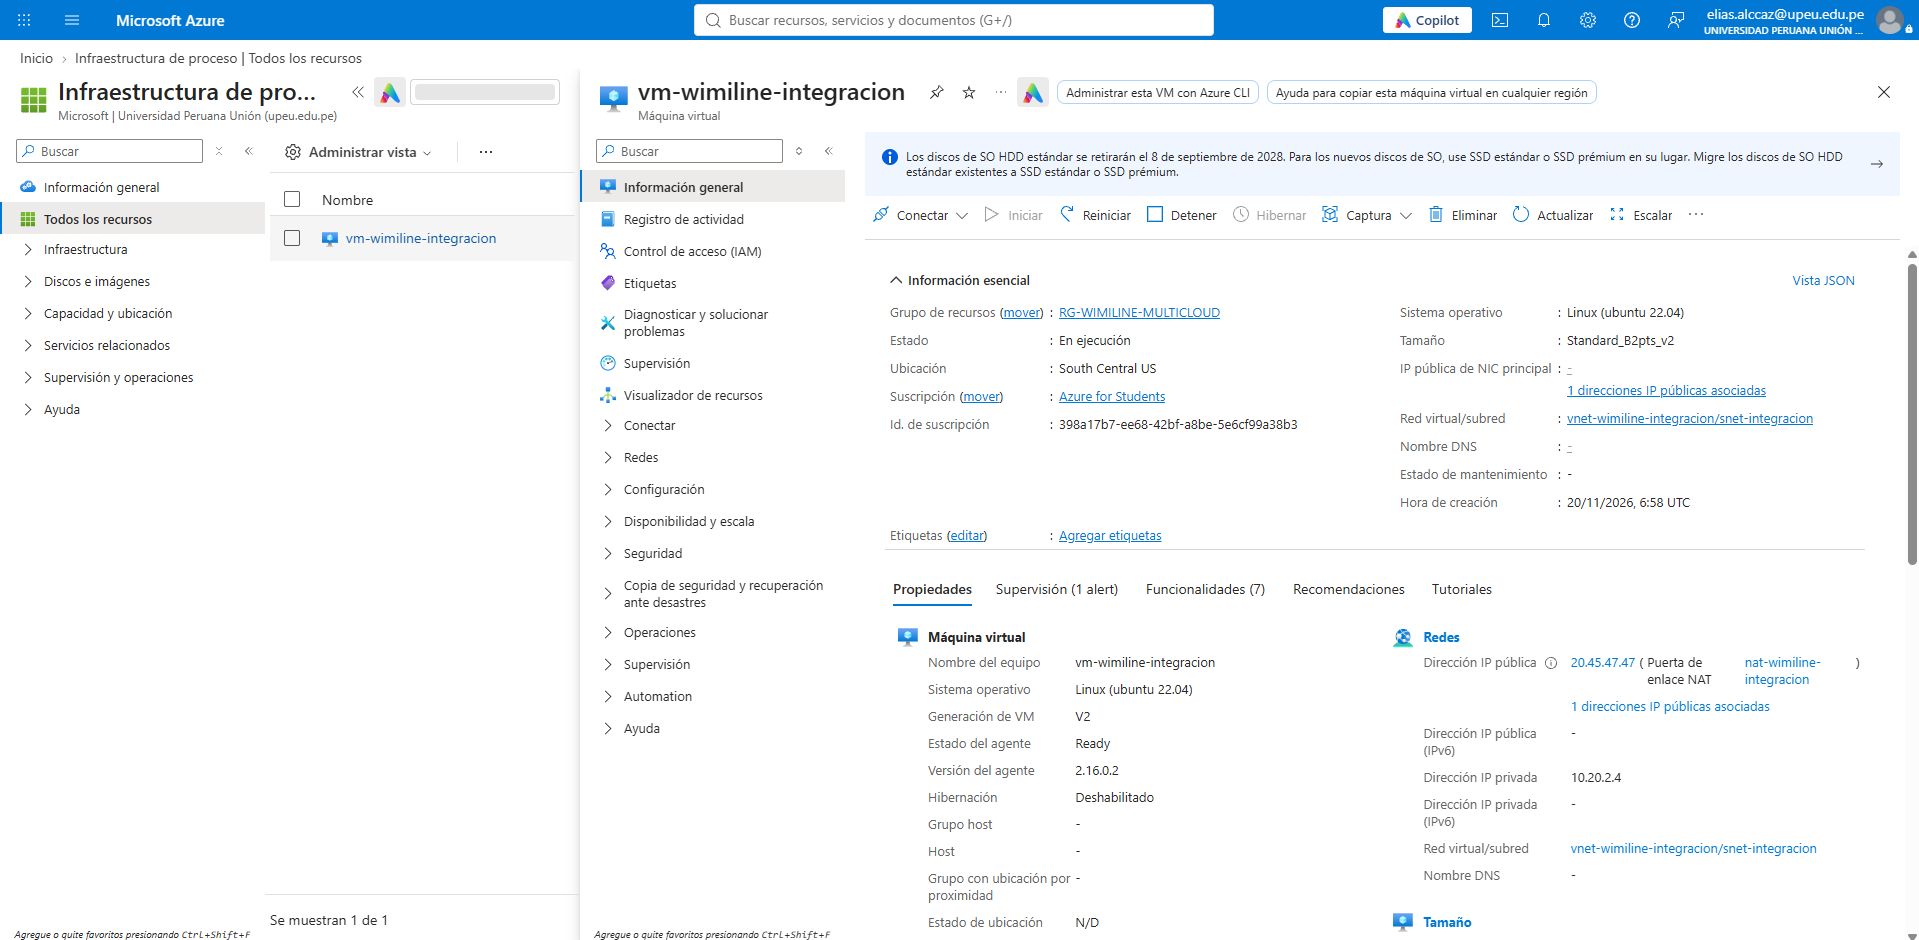 Microsoft Azure
Buscar recursos, servicios y documentos (G+/)
Copilot
elias.alccaz@upeu.edu.pe
UNIVERSIDAD PERUANA UNIÓN ...
Inicio > Infraestructura de proceso | Todos los recursos
Infraestructura de pro...
Microsoft | Universidad Peruana Unión (upeu.edu.pe)
Buscar
Información general
Todos los recursos
Infraestructura
Discos e imágenes
Capacidad y ubicación
Servicios relacionados
Supervisión y operaciones
Ayuda
Agregue o quite favoritos presionando Ctrl+Shift+F
Administrar vista
Nombre
vm-wimiline-integracion
Se muestran 1 de 1
vm-wimiline-integracion
Máquina virtual
Administrar esta VM con Azure CLI
Ayuda para copiar esta máquina virtual en cualquier región
Buscar
Información general
Registro de actividad
Control de acceso (IAM)
Etiquetas
Diagnosticar y solucionar
problemas
Supervisión
Visualizador de recursos
Conectar
Redes
Configuración
Disponibilidad y escala
Seguridad
Copia de seguridad y recuperación
ante desastres
Operaciones
Supervisión
Automation
Ayuda
Agregue o quite favoritos presionando Ctrl+Shift+F
Los discos de SO HDD estándar se retirarán el 8 de septiembre de 2028. Para los nuevos discos de SO, use SSD estándar o SSD prémium en su lugar. Migre los discos de SO HDD
estándar existentes a SSD estándar o SSD prémium.
Conectar Iniciar Reiniciar Detener Hibernar Captura Eliminar Actualizar Escalar ...
Información esencial
Vista JSON
Grupo de recursos (mover) : RG-WIMILINE-MULTICLOUD
Estado : En ejecución
Ubicación : South Central US
Suscripción (mover) : Azure for Students
Id. de suscripción : 398a17b7-ee68-42bf-a8be-5e6cf99a38b3
Sistema operativo : Linux (ubuntu 22.04)
Tamaño : Standard_B2pts_v2
IP pública de NIC principal : -
1 direcciones IP públicas asociadas
Red virtual/subred : vnet-wimiline-integracion/snet-integracion
Nombre DNS : -
Estado de mantenimiento : -
Hora de creación : 20/11/2026, 6:58 UTC
Etiquetas (editar) : Agregar etiquetas
Propiedades Supervisión (1 alert) Funcionalidades (7) Recomendaciones Tutoriales
Máquina virtual
Nombre del equipo vm-wimiline-integracion
Sistema operativo Linux (ubuntu 22.04)
Generación de VM V2
Estado del agente Ready
Versión del agente 2.16.0.2
Hibernación Deshabilitado
Grupo host -
Host -
Grupo con ubicación por -
proximidad
Estado de ubicación N/D
Redes
Dirección IP pública 20.45.47.47 ( Puerta de nat-wimiline- )
enlace NAT integracion
1 direcciones IP públicas asociadas
Dirección IP pública -
(IPv6)
Dirección IP privada 10.20.2.4
Dirección IP privada -
(IPv6)
Red virtual/subred vnet-wimiline-integracion/snet-integracion
Nombre DNS -
Tamaño